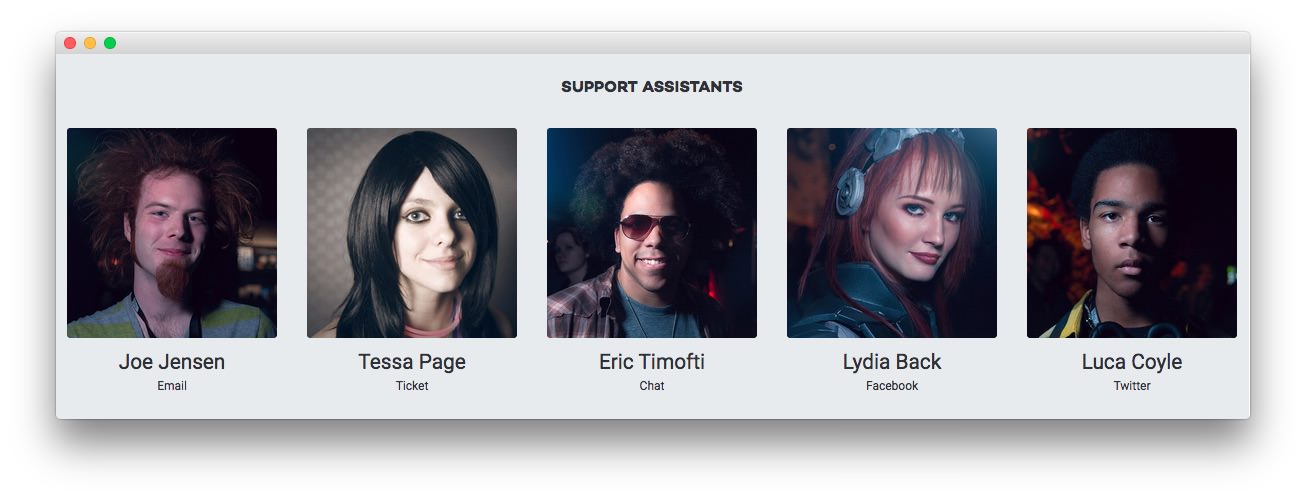 SUPPORT ASSISTANTS
Joe Jensen
Email
Tessa Page
Ticket
Eric Timofti
Chat
Lydia Back
Facebook
Luca Coyle
Twitter